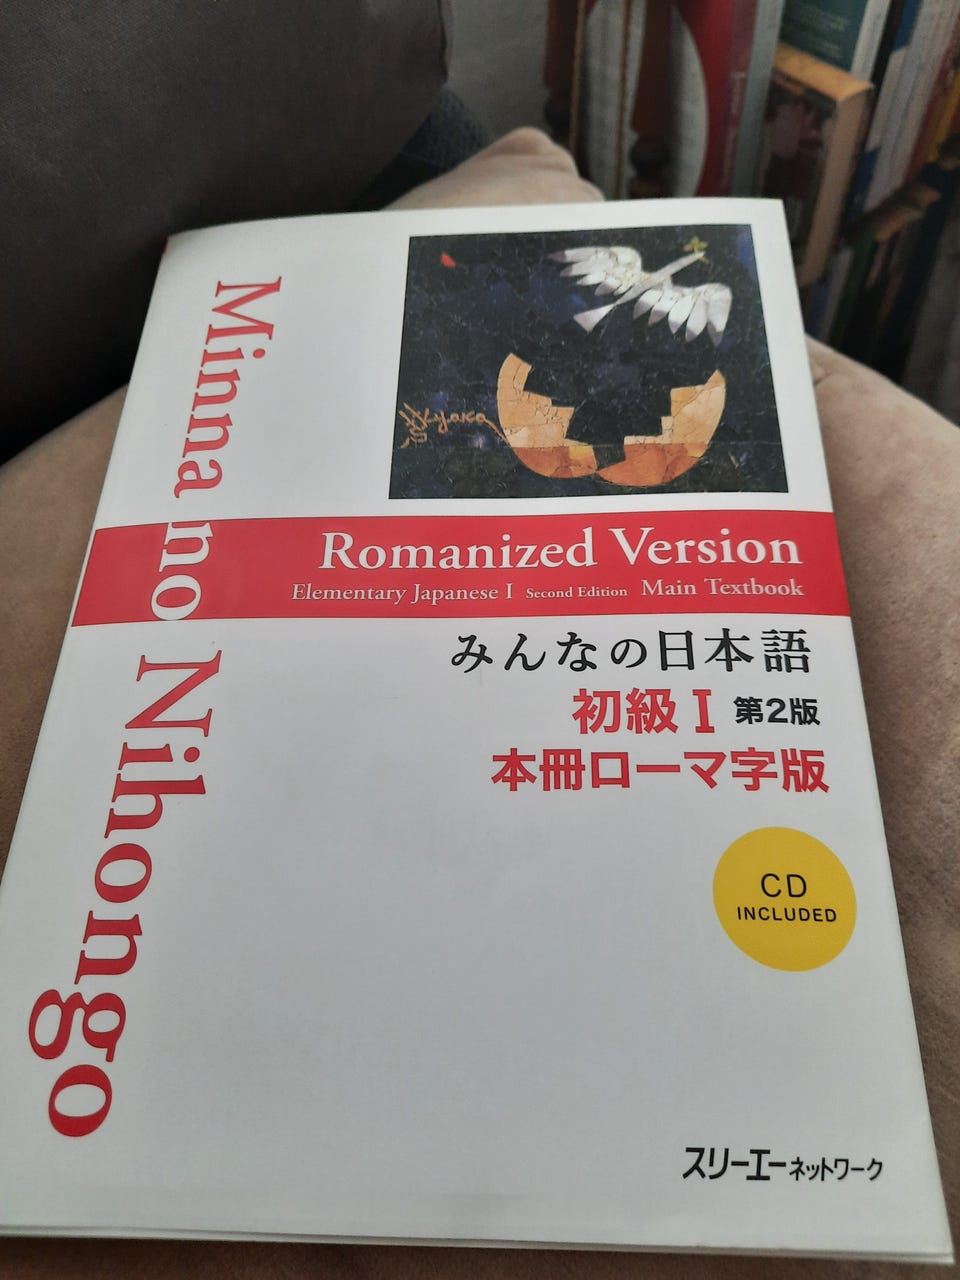 Minna no Nihongo
Romanized Version
Elementary Japanese I Second Edition Main Textbook
みんなの日本語
初級 I 第2版
本冊ローマ字版
CD
INCLUDED
スリーエーネットワーク